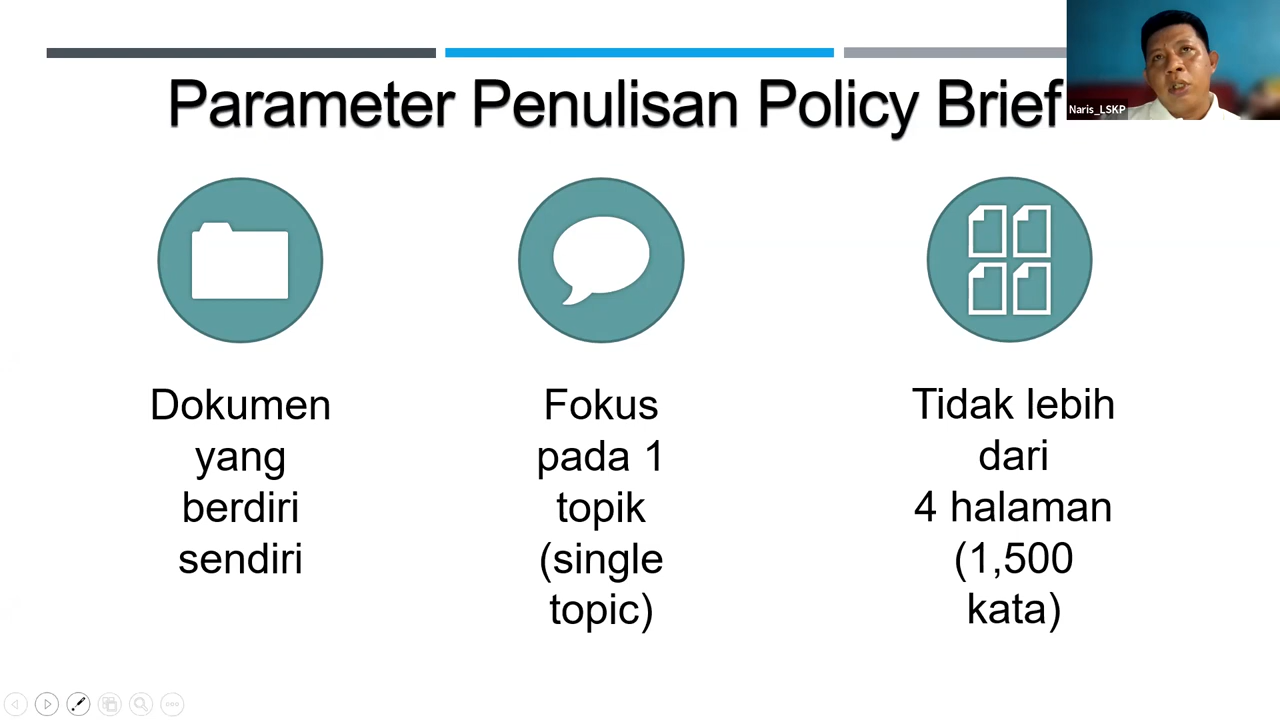 Parameter Penulisan Policy Brief
Naris_LSKP
Dokumen
yang
berdiri
sendiri
Fokus
pada 1
topik
(single
topic)
Tidak lebih
dari
4 halaman
(1,500
kata)